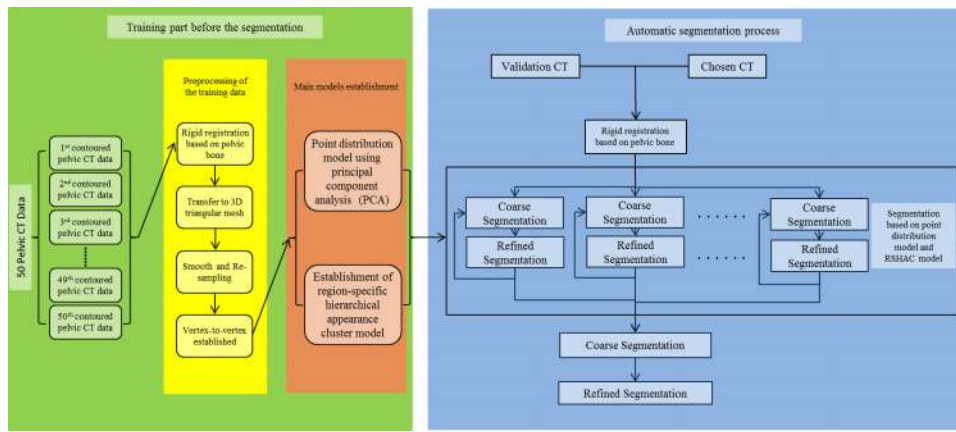 Training part before the segmentation
50 Pelvic CT Data
1st contoured
pelvic CT data
2nd contoured
pelvic CT data
3rd contoured
pelvic CT data
49th contoured
pelvic CT data
50th contoured
pelvic CT data
Preprocessing of
the training data
Rigid registration
based on pelvic
bone
Transfer to 3D
triangular mesh
Smooth and Re-
sampling
Vertex-to-vertex
established
Main models establishment
Point distribution
model using
principal
component
analysis (PCA)
Establishment of
region-specific
hierarchical
appearance
cluster model
Automatic segmentation process
Validation CT
Chosen CT
Rigid registration
based on pelvic bone
Coarse
Segmentation
Refined
Segmentation
Coarse
Segmentation
Refined
Segmentation
. . . . . .
. . . . . .
Coarse
Segmentation
Refined
Segmentation
Segmentation
based on point
distribution
model and
RSHAC model
Coarse Segmentation
Refined Segmentation